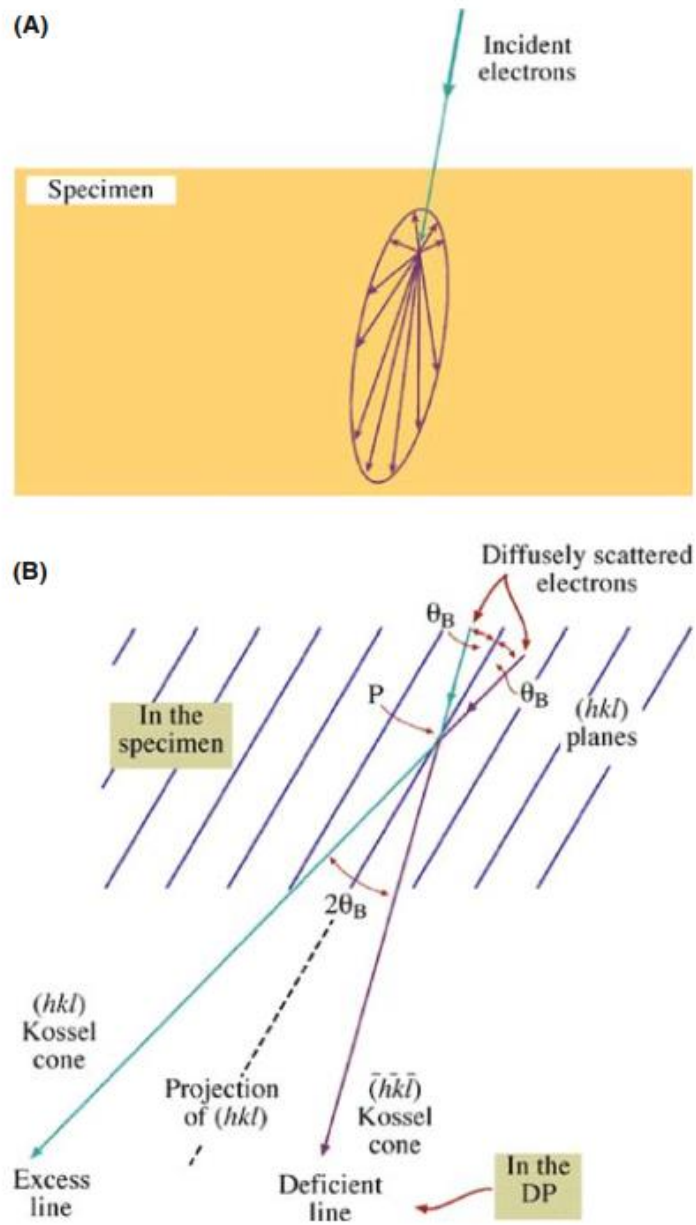 (A)
Incident
electrons
Specimen
(B)
Diffusely scattered
electrons
θB
θB
P
In the
specimen
(hkl)
planes
2θB
(hkl)
Kossel
cone
Projection
of (hkl)
(h̄k̄l̄)
Kossel
cone
Excess
line
Deficient
line
In the
DP